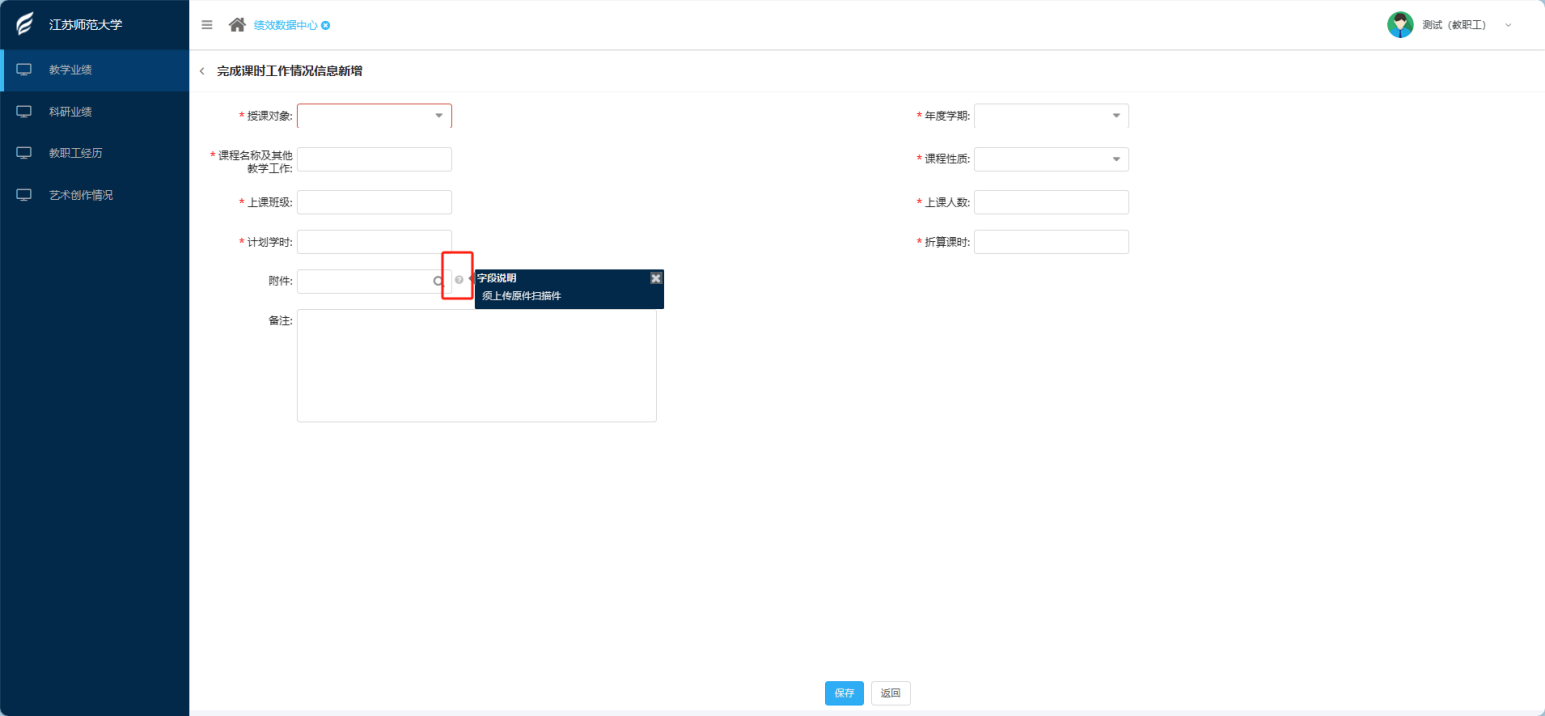 江苏师范大学
绩效数据中心
测试（教职工）
教学业绩
科研业绩
教职工经历
艺术创作情况
完成课时工作情况信息新增
* 授课对象:
* 年度学期:
* 课程名称及其他
教学工作:
* 课程性质:
* 上课班级:
* 上课人数:
* 计划学时:
* 折算课时:
附件:
字段说明
须上传原件扫描件
备注:
保存
返回